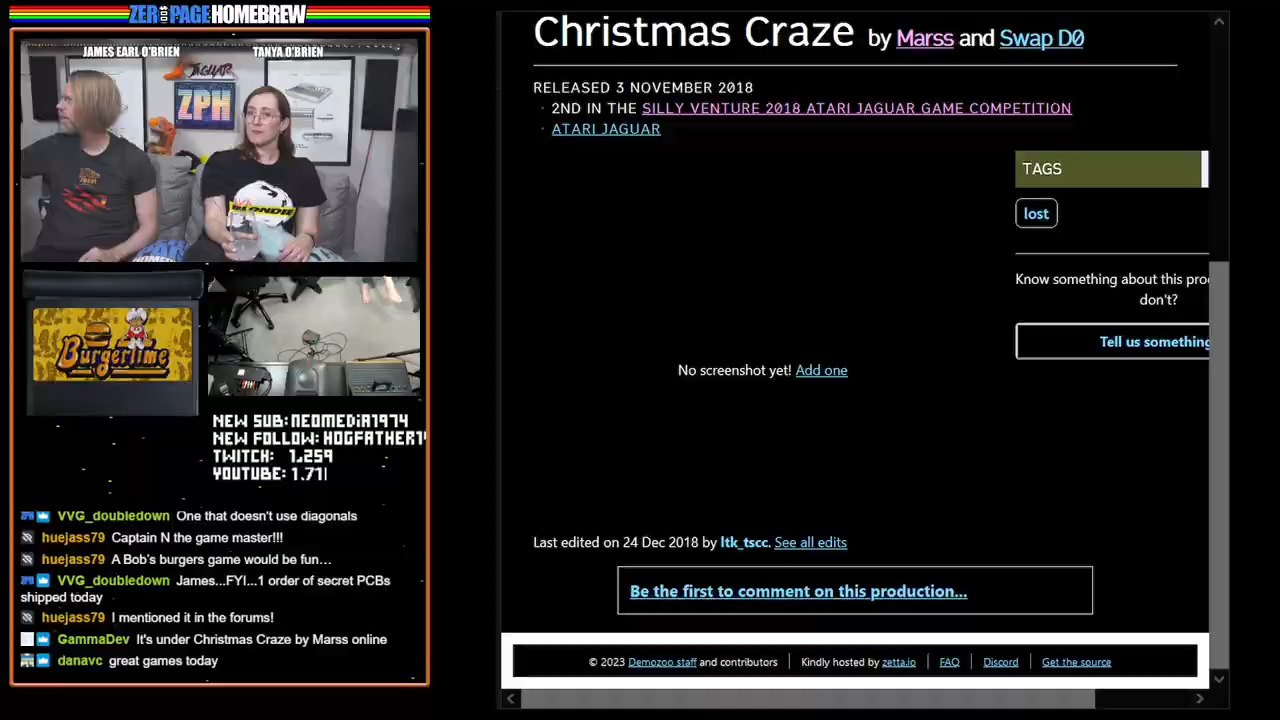 ZERO PAGE HOMEBREW
JAMES EARL O'BRIEN
TANYA O'BRIEN
JAGUAR
ZPH
BLONDIE
BurgerTime
NEW SUB: NEOMEDIA1974
NEW FOLLOW: HOGFATHER1
TWITCH: 1,259
YOUTUBE: 1,71
VVG_doubledown One that doesn't use diagonals
huejass79 Captain N the game master!!!
huejass79 A Bob's burgers game would be fun…
VVG_doubledown James...FYI...1 order of secret PCBs
shipped today
huejass79 I mentioned it in the forums!
GammaDev It's under Christmas Craze by Marss online
danavc great games today
Christmas Craze by Marss and Swap D0
RELEASED 3 NOVEMBER 2018
2ND IN THE SILLY VENTURE 2018 ATARI JAGUAR GAME COMPETITION
ATARI JAGUAR
TAGS
lost
Know something about this pro
don't?
Tell us something
No screenshot yet! Add one
Last edited on 24 Dec 2018 by ltk_tscc. See all edits
Be the first to comment on this production...
© 2023 Demozoo staff and contributors
Kindly hosted by zetta.io
FAQ
Discord
Get the source